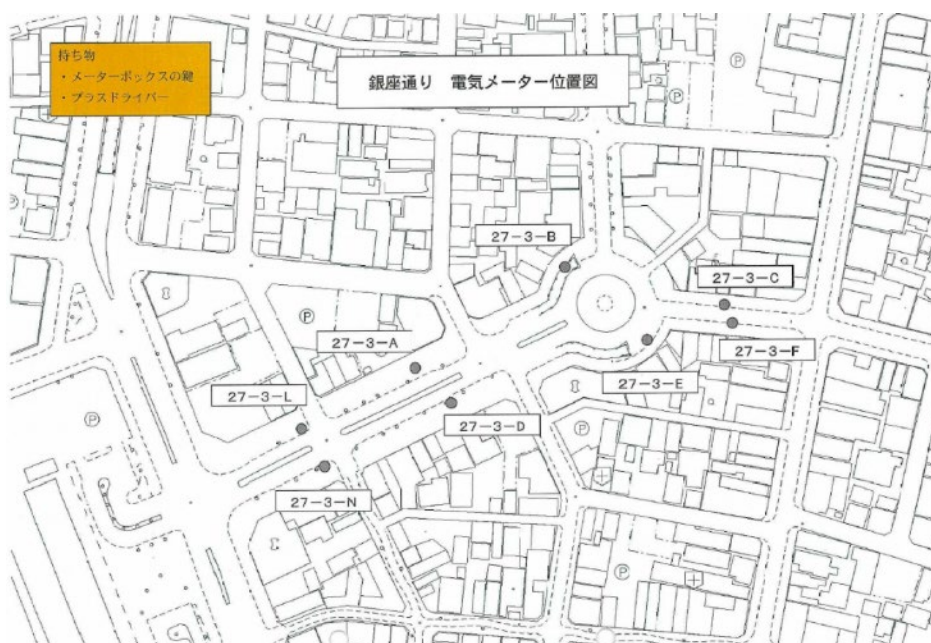 持ち物
・メーターボックスの鍵
・プラスドライバー
銀座通り 電気メーター位置図
27-3-B
27-3-C
27-3-A
27-3-F
27-3-E
27-3-L
27-3-D
27-3-N
P
P
P
P
P
P